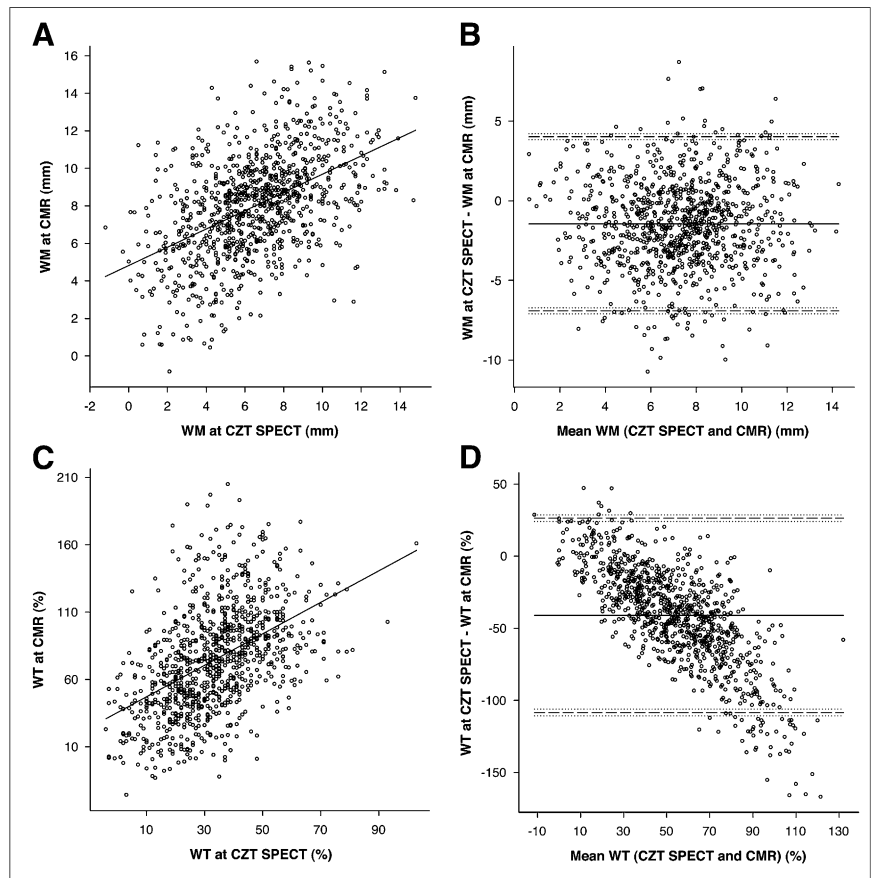 A
16
14
12
10
8
6
4
2
0
WM at CMR (mm)
-2 0 2 4 6 8 10 12 14
WM at CZT SPECT (mm)
B
5
0
-5
-10
WM at CZT SPECT - WM at CMR (mm)
0 2 4 6 8 10 12 14
Mean WM (CZT SPECT and CMR) (mm)
C
210
160
110
60
10
WT at CMR (%)
10 30 50 70 90
WT at CZT SPECT (%)
D
50
0
-50
-100
-150
WT at CZT SPECT - WT at CMR (%)
-10 10 30 50 70 90 110 130
Mean WT (CZT SPECT and CMR) (%)